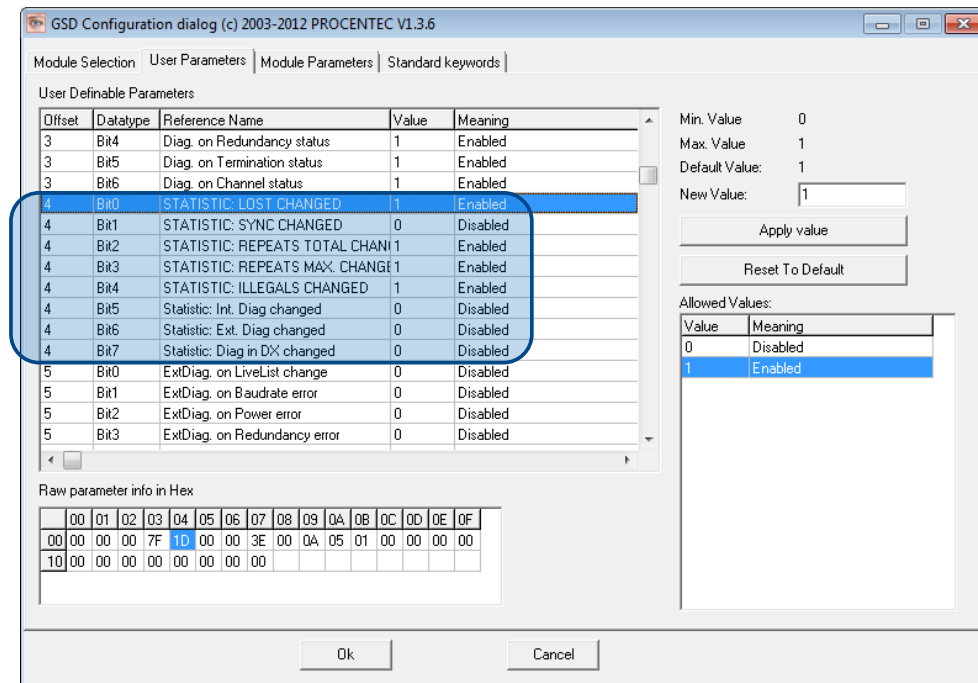 GSD Configuration dialog (c) 2003-2012 PROCENTEC V1.3.6
Module Selection User Parameters Module Parameters Standard keywords
User Definable Parameters
Offset Datatype Reference Name Value Meaning
3 Bit4 Diag. on Redundancy status 1 Enabled
3 Bit5 Diag. on Termination status 1 Enabled
3 Bit6 Diag. on Channel status 1 Enabled
4 Bit0 STATISTIC: LOST CHANGED 1 Enabled
4 Bit1 STATISTIC: SYNC CHANGED 0 Disabled
4 Bit2 STATISTIC: REPEATS TOTAL CHAN 1 Enabled
4 Bit3 STATISTIC: REPEATS MAX. CHANGE 1 Enabled
4 Bit4 STATISTIC: ILLEGALS CHANGED 1 Enabled
4 Bit5 Statistic: Int. Diag changed 0 Disabled
4 Bit6 Statistic: Ext. Diag changed 0 Disabled
4 Bit7 Statistic: Diag in DX changed 0 Disabled
5 Bit0 ExtDiag. on LiveList change 0 Disabled
5 Bit1 ExtDiag. on Baudrate error 0 Disabled
5 Bit2 ExtDiag. on Power error 0 Disabled
5 Bit3 ExtDiag. on Redundancy error 0 Disabled
Min. Value 0
Max. Value 1
Default Value: 1
New Value: 1
Apply value
Reset To Default
Allowed Values:
Value Meaning
0 Disabled
1 Enabled
Raw parameter info in Hex
00 01 02 03 04 05 06 07 08 09 0A 0B 0C 0D 0E 0F
00 00 00 00 7F 1D 00 00 3E 00 0A 05 01 00 00 00 00
10 00 00 00 00 00 00 00 00
Ok Cancel